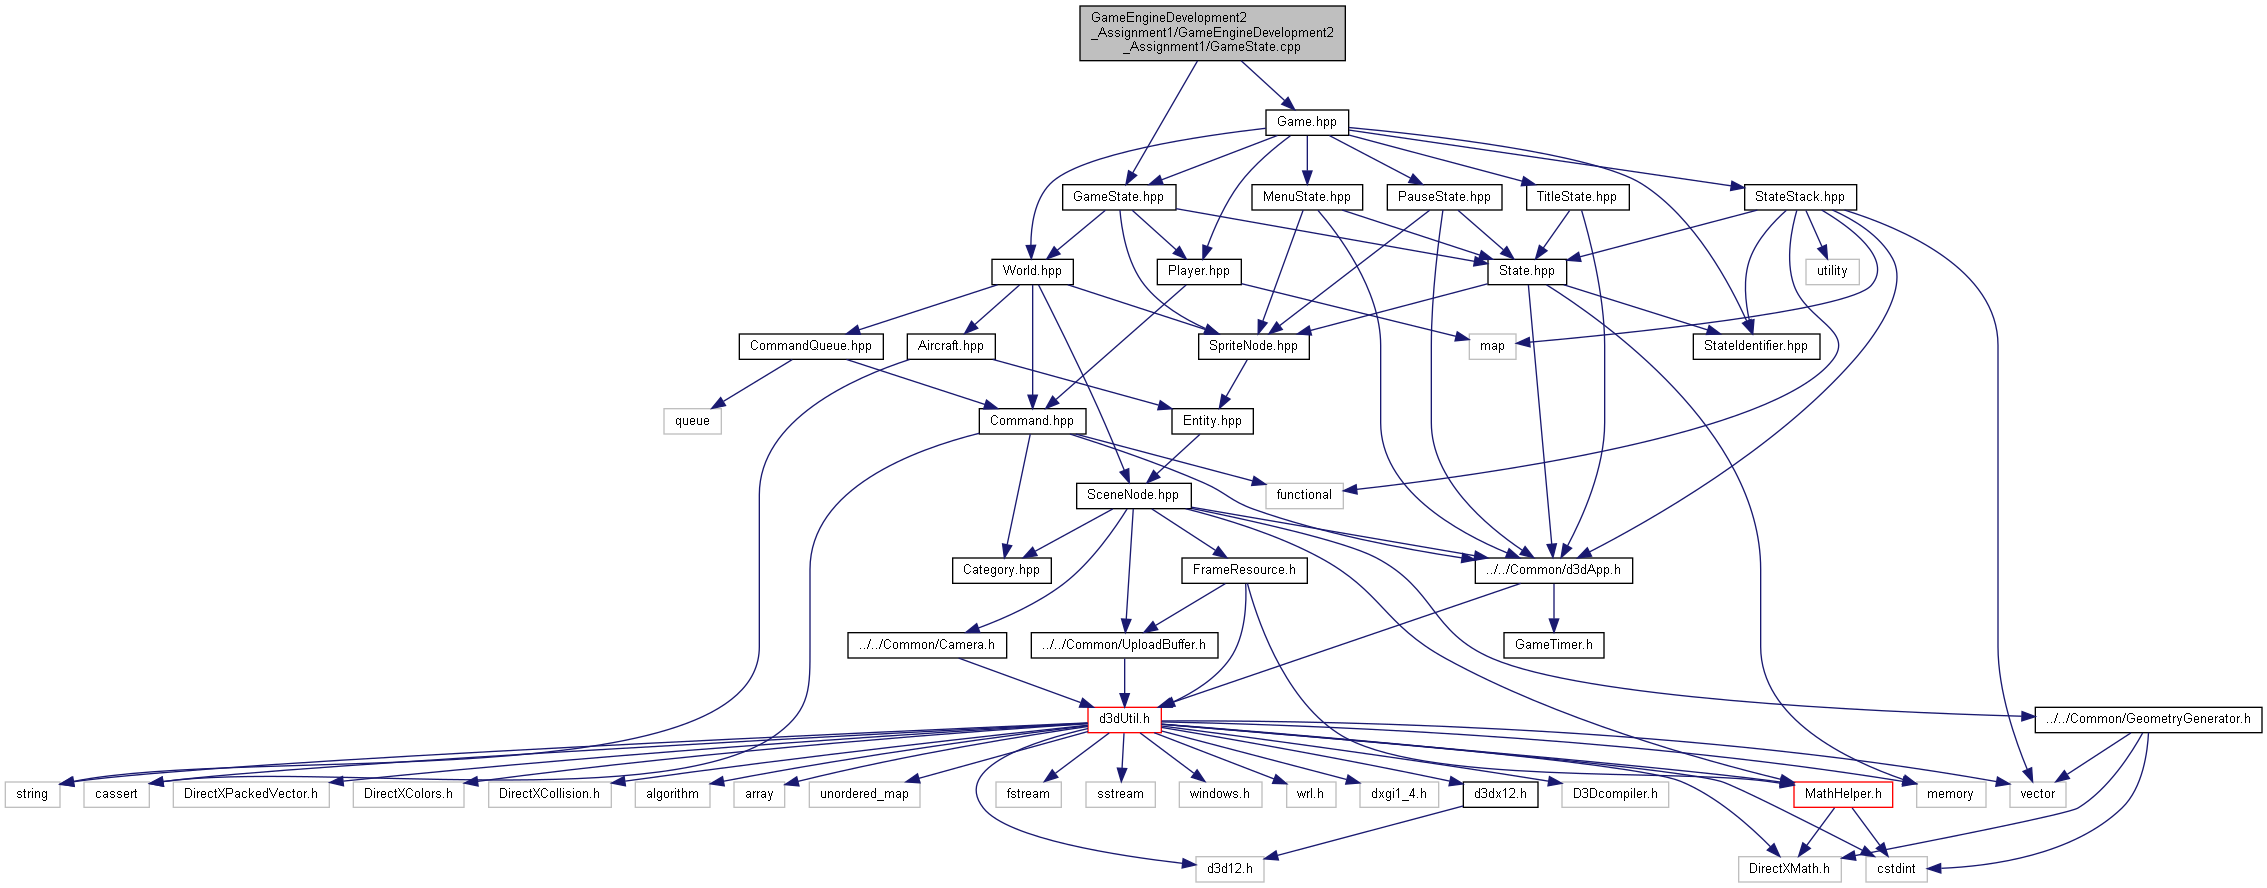 GameEngineDevelopment2
_Assignment1/GameEngineDevelopment2
_Assignment1/GameState.cpp
Game.hpp
GameState.hpp
MenuState.hpp
PauseState.hpp
TitleState.hpp
StateStack.hpp
World.hpp
Player.hpp
State.hpp
utility
CommandQueue.hpp
Aircraft.hpp
SpriteNode.hpp
map
StateIdentifier.hpp
queue
Command.hpp
Entity.hpp
SceneNode.hpp
functional
Category.hpp
FrameResource.h
../../Common/d3dApp.h
../../Common/Camera.h
../../Common/UploadBuffer.h
GameTimer.h
d3dUtil.h
../../Common/GeometryGenerator.h
string
cassert
DirectXPackedVector.h
DirectXColors.h
DirectXCollision.h
algorithm
array
unordered_map
fstream
sstream
windows.h
wrl.h
dxgi1_4.h
d3dx12.h
D3Dcompiler.h
MathHelper.h
memory
vector
d3d12.h
DirectXMath.h
cstdint